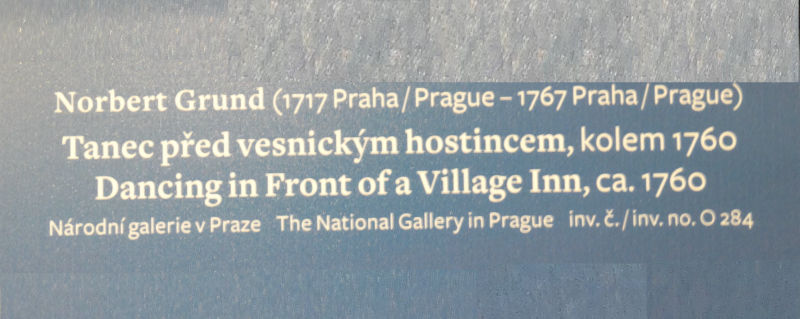 Norbert Grund (1717 Praha/Prague – 1767 Praha/Prague)
Tanec před vesnickým hostincem, kolem 1760
Dancing in Front of a Village Inn, ca. 1760
Národní galerie v Praze The National Gallery in Prague inv. č./inv. no. O 284